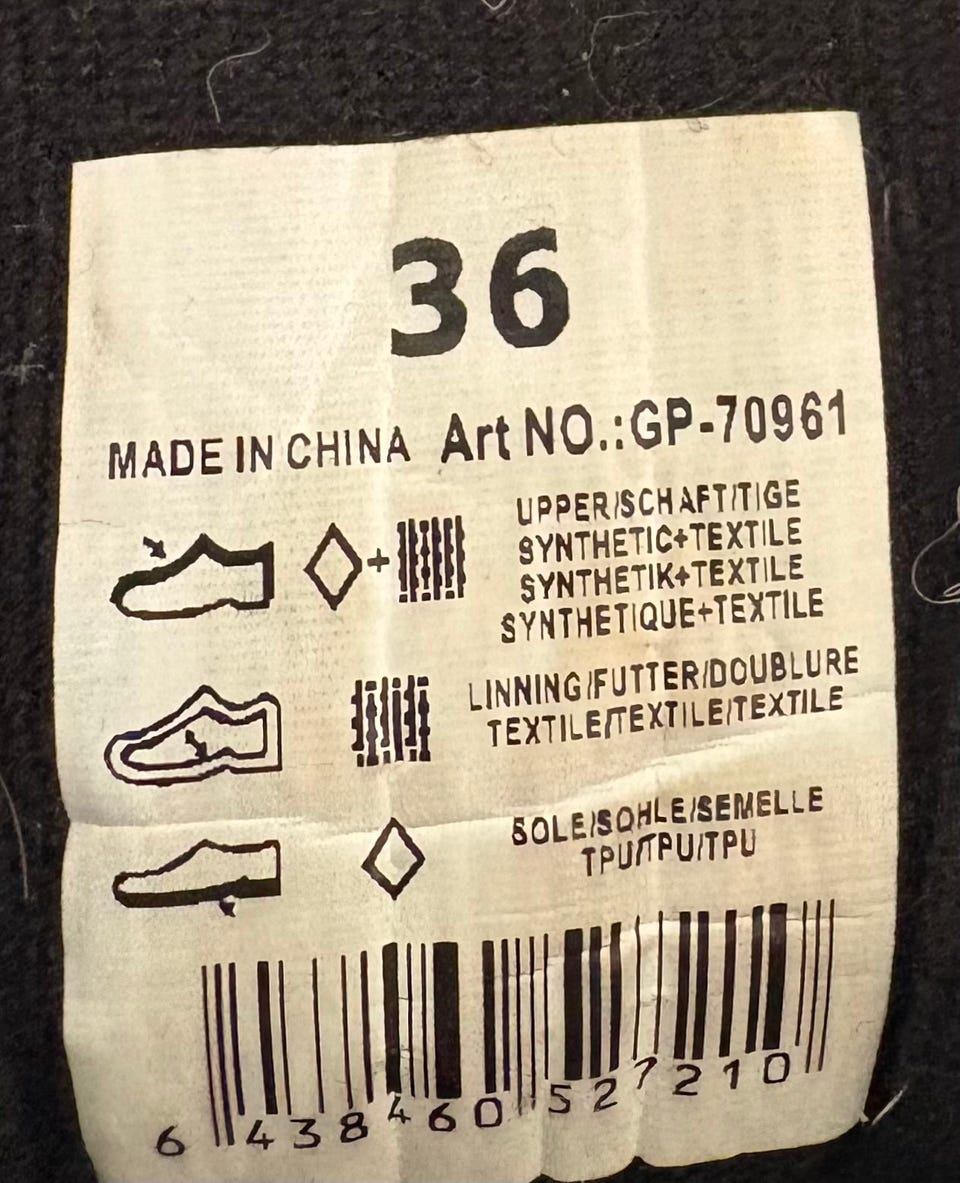 36
MADE IN CHINA Art NO.:GP-70961
UPPER/SCHAFT/TIGE
SYNTHETIC+TEXTILE
SYNTHETIK+TEXTILE
SYNTHETIQUE+TEXTILE
LINNING/FUTTER/DOUBLURE
TEXTILE/TEXTILE/TEXTILE
SOLE/SOHLE/SEMELLE
TPU/TPU/TPU
6 438460 527210